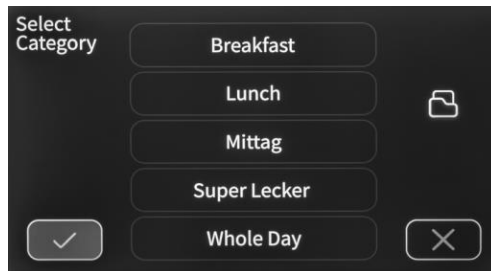 Select
Category
Breakfast
Lunch
Mittag
Super Lecker
Whole Day